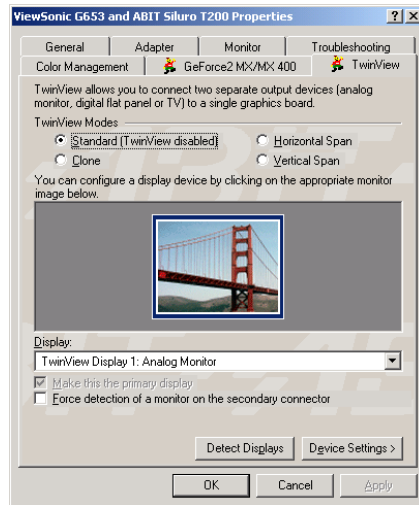 ViewSonic G653 and ABIT Siluro T200 Properties
General Adapter Monitor Troubleshooting
Color Management GeForce2 MX/MX 400 TwinView
TwinView allows you to connect two separate output devices (analog
monitor, digital flat panel or TV) to a single graphics board.
TwinView Modes
Standard (TwinView disabled) Horizontal Span
Clone Vertical Span
You can configure a display device by clicking on the appropriate monitor
image below.
Display:
TwinView Display 1: Analog Monitor
Make this the primary display
Force detection of a monitor on the secondary connector
Detect Displays Device Settings >
OK Cancel Apply